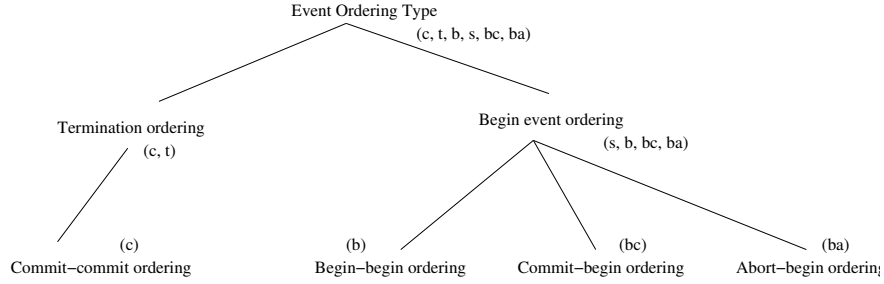 Event Ordering Type
(c, t, b, s, bc, ba)
Termination ordering
(c, t)
Begin event ordering
(s, b, bc, ba)
(c)
Commit−commit ordering
(b)
Begin−begin ordering
(bc)
Commit−begin ordering
(ba)
Abort−begin ordering